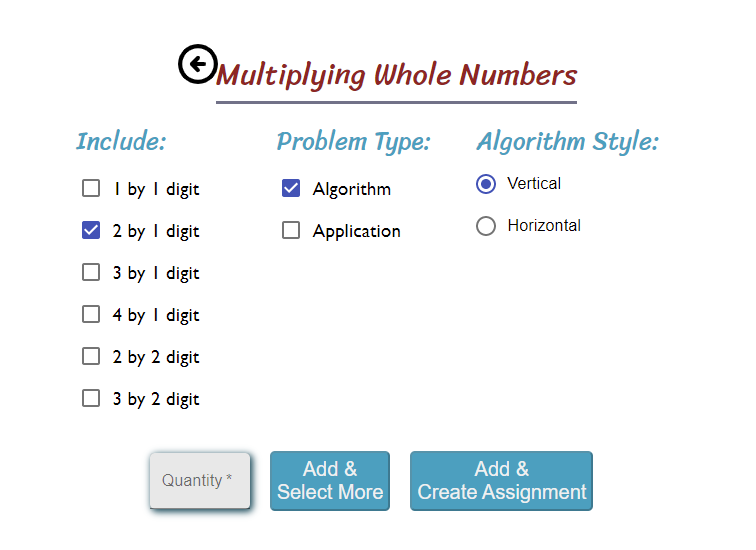 Multiplying Whole Numbers
Include:
1 by 1 digit
2 by 1 digit
3 by 1 digit
4 by 1 digit
2 by 2 digit
3 by 2 digit
Problem Type:
Algorithm
Application
Algorithm Style:
Vertical
Horizontal
Quantity *
Add &
Select More
Add &
Create Assignment